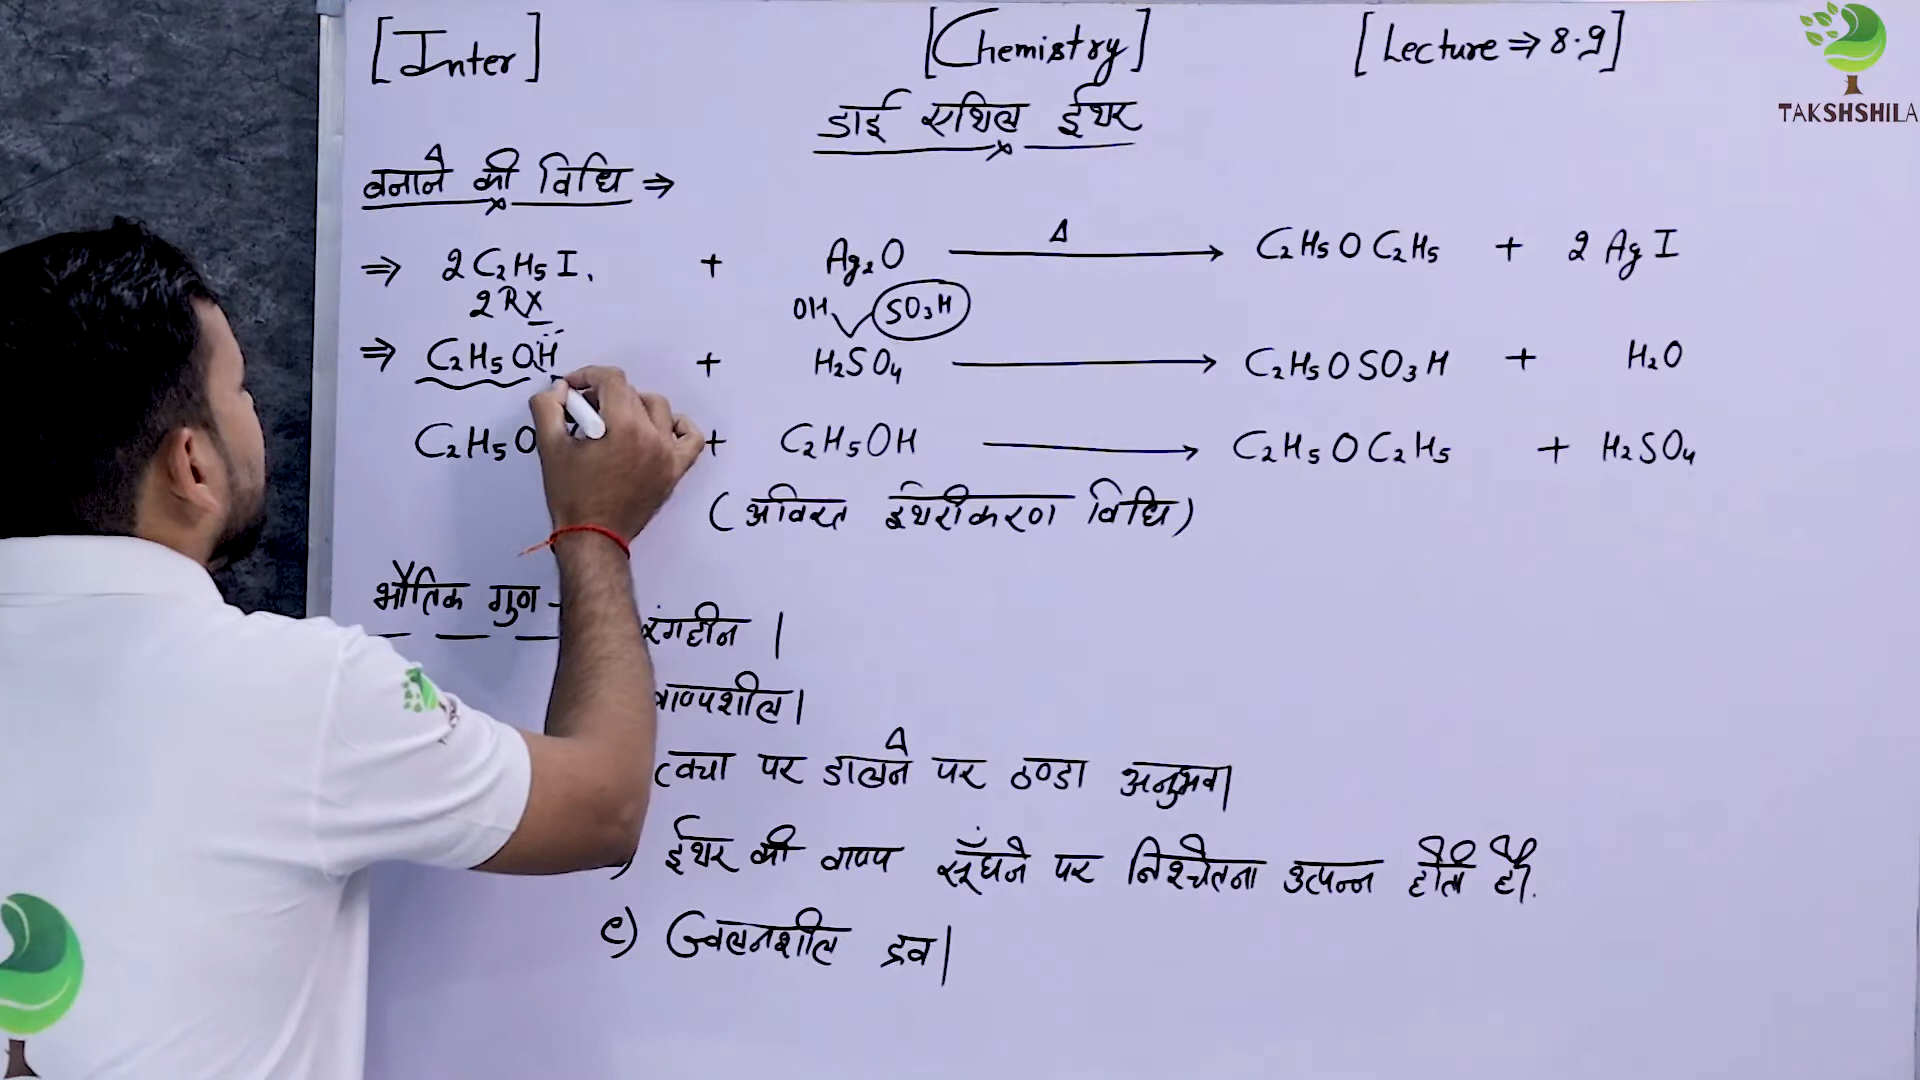 [Inter] [Chemistry] [Lecture ⇒ 8.9]
TAKSHSHILA
डाई एथिल ईथर
बनाने की विधि ⇒
⇒ 2C₂H₅I, + Ag₂O —Δ→ C₂H₅OC₂H₅ + 2AgI
2RX OH SO₃H
⇒ C₂H₅OH + H₂SO₄ → C₂H₅OSO₃H + H₂O
C₂H₅O + C₂H₅OH → C₂H₅OC₂H₅ + H₂SO₄
(अविरत ईथरीकरण विधि)
भौतिक गुण -
रंगहीन |
वाष्पशील।
त्वचा पर डालने पर ठण्डा अनुभव।
) ईथर की वाष्प सूँघने पर निश्चेतना उत्पन्न होती है.
e) ज्वलनशील द्रव।